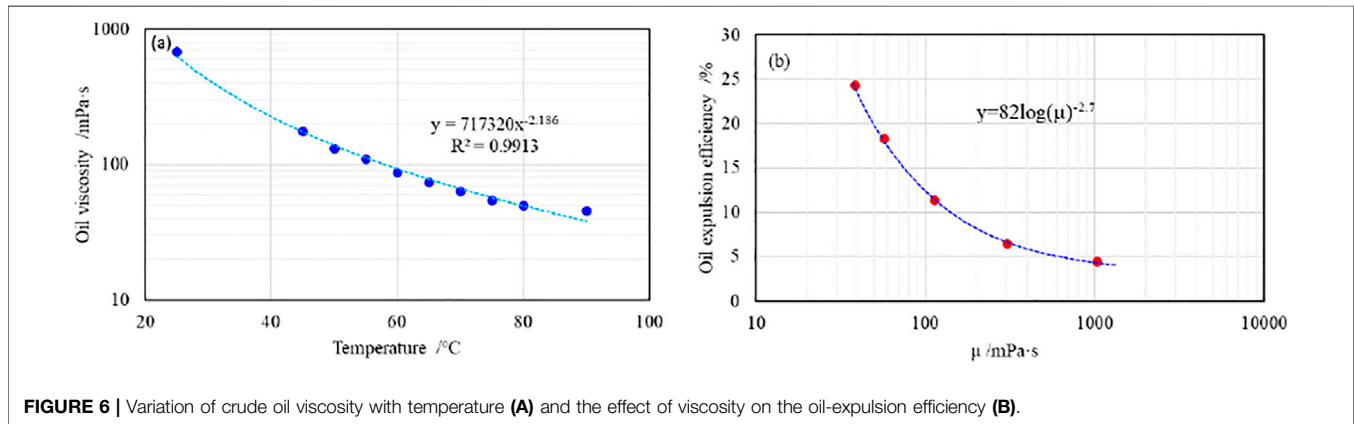 1000
(a)
Oil viscosity /mPa·s
y = 717320x^-2.186
R² = 0.9913
100
10
20 40 60 80 100
Temperature /°C
30
(b)
25
Oil expulsion efficiency /%
y=82log(μ)^-2.7
20
15
10
5
0
10 100 1000 10000
μ /mPa·s
FIGURE 6 | Variation of crude oil viscosity with temperature (A) and the effect of viscosity on the oil-expulsion efficiency (B).